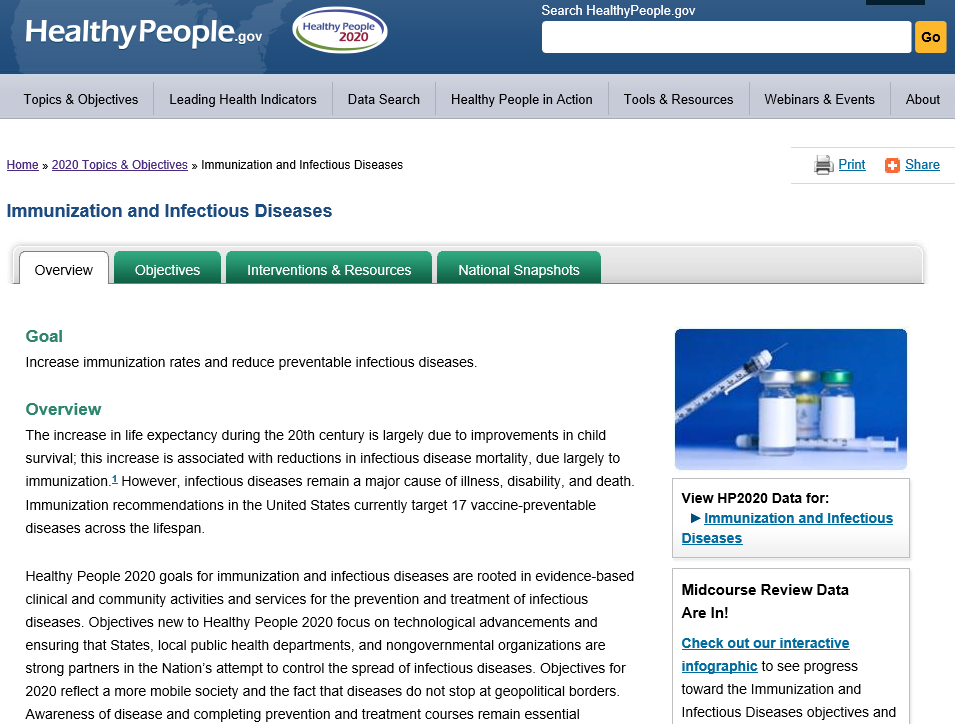 HealthyPeople.gov
Healthy People
2020
Search HealthyPeople.gov
Go
Topics & Objectives
Leading Health Indicators
Data Search
Healthy People in Action
Tools & Resources
Webinars & Events
About
Home » 2020 Topics & Objectives » Immunization and Infectious Diseases
Print
Share
Immunization and Infectious Diseases
Overview
Objectives
Interventions & Resources
National Snapshots
Goal
Increase immunization rates and reduce preventable infectious diseases.
Overview
The increase in life expectancy during the 20th century is largely due to improvements in child
survival; this increase is associated with reductions in infectious disease mortality, due largely to
immunization.1 However, infectious diseases remain a major cause of illness, disability, and death.
Immunization recommendations in the United States currently target 17 vaccine-preventable
diseases across the lifespan.
Healthy People 2020 goals for immunization and infectious diseases are rooted in evidence-based
clinical and community activities and services for the prevention and treatment of infectious
diseases. Objectives new to Healthy People 2020 focus on technological advancements and
ensuring that States, local public health departments, and nongovernmental organizations are
strong partners in the Nation’s attempt to control the spread of infectious diseases. Objectives for
2020 reflect a more mobile society and the fact that diseases do not stop at geopolitical borders.
Awareness of disease and completing prevention and treatment courses remain essential
View HP2020 Data for:
Immunization and Infectious
Diseases
Midcourse Review Data
Are In!
Check out our interactive
infographic to see progress
toward the Immunization and
Infectious Diseases objectives and